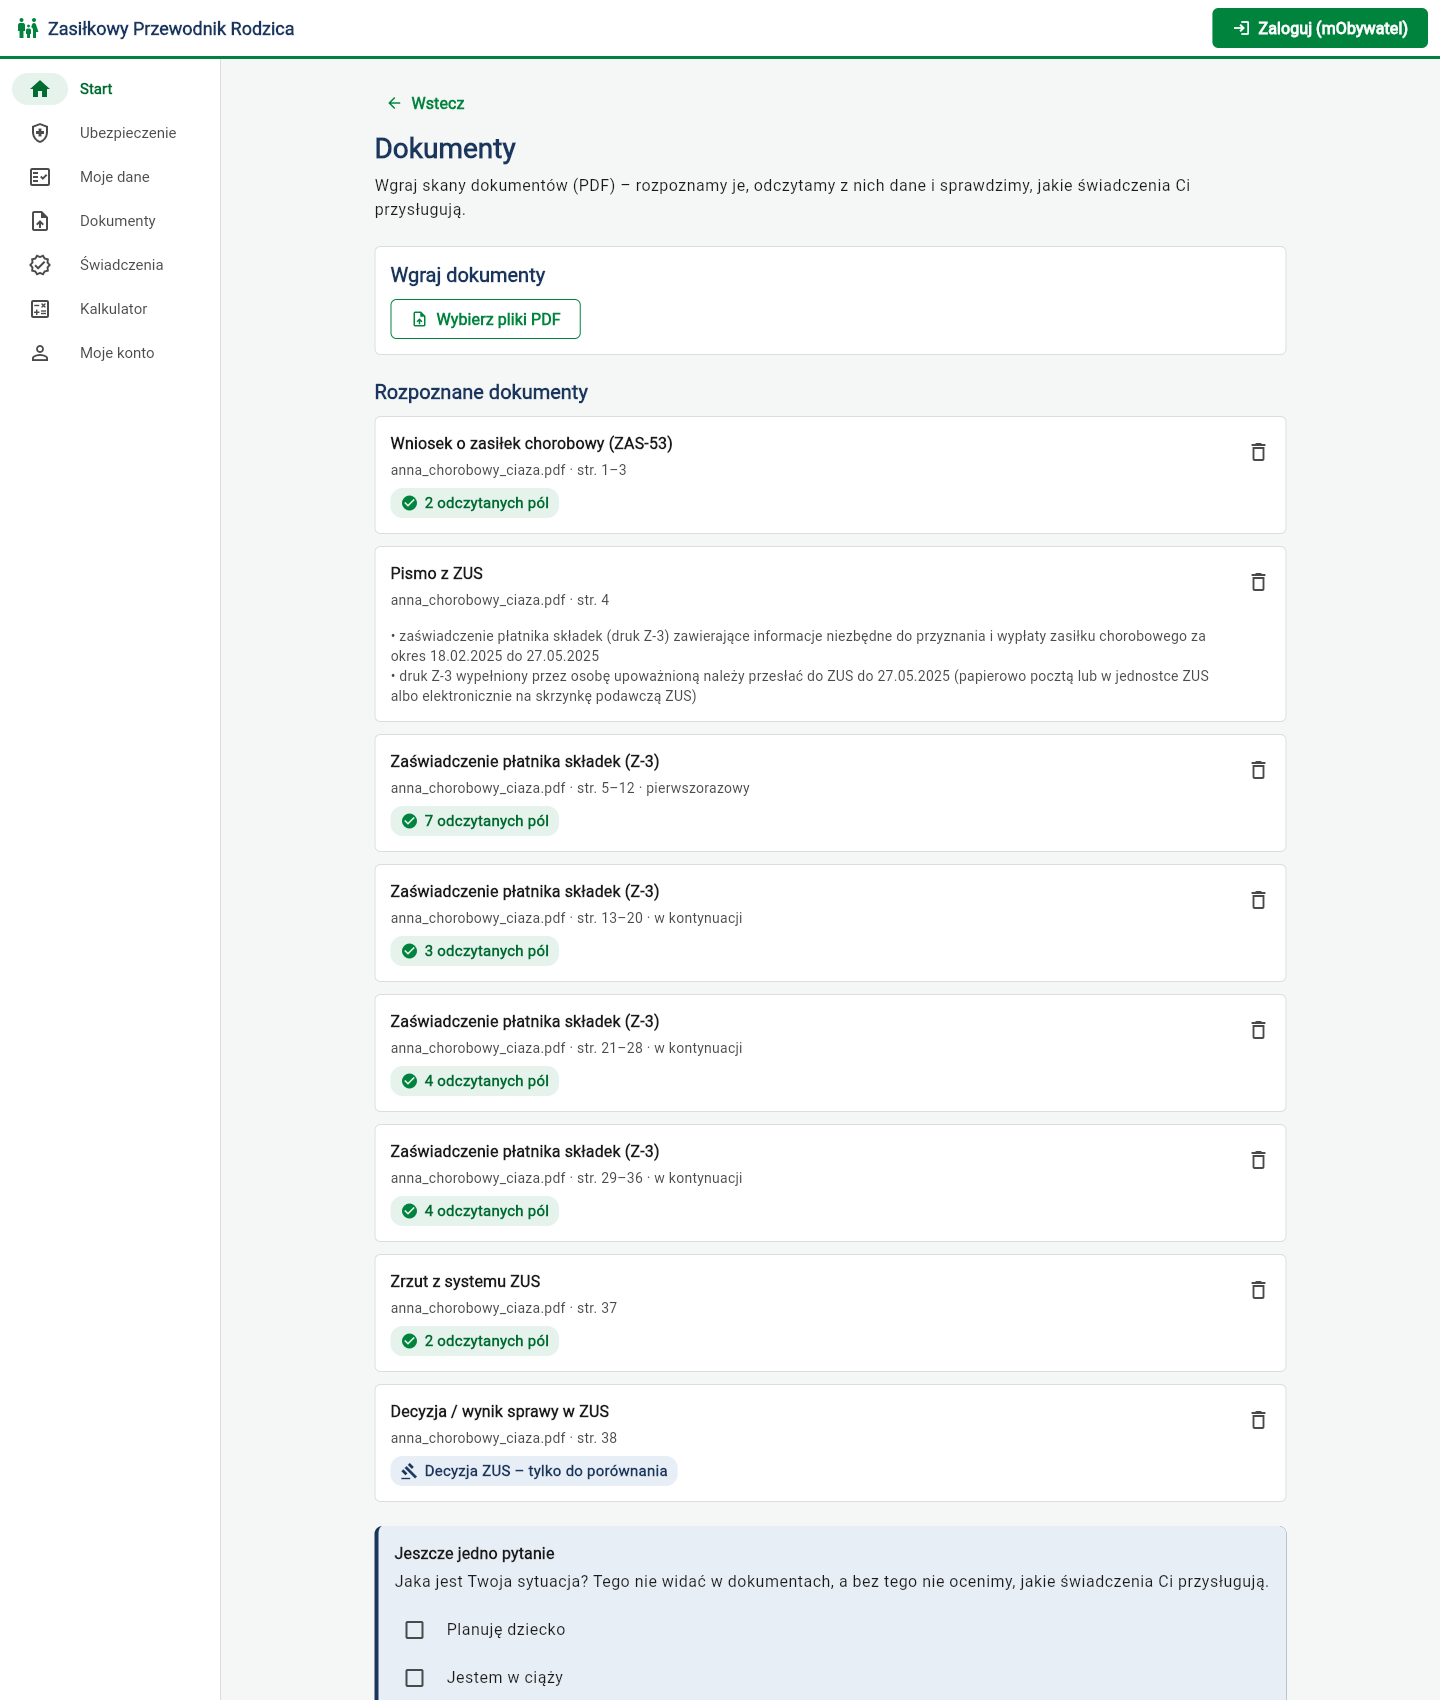 Zasiłkowy Przewodnik Rodzica
Zaloguj (mObywatel)
Start
Ubezpieczenie
Moje dane
Dokumenty
Świadczenia
Kalkulator
Moje konto
Wstecz
Dokumenty
Wgraj skany dokumentów (PDF) – rozpoznamy je, odczytamy z nich dane i sprawdzimy, jakie świadczenia Ci
przysługują.
Wgraj dokumenty
Wybierz pliki PDF
Rozpoznane dokumenty
Wniosek o zasiłek chorobowy (ZAS-53)
anna_chorobowy_ciaza.pdf · str. 1–3
2 odczytanych pól
Pismo z ZUS
anna_chorobowy_ciaza.pdf · str. 4
• zaświadczenie płatnika składek (druk Z-3) zawierające informacje niezbędne do przyznania i wypłaty zasiłku chorobowego za
okres 18.02.2025 do 27.05.2025
• druk Z-3 wypełniony przez osobę upoważnioną należy przesłać do ZUS do 27.05.2025 (papierowo pocztą lub w jednostce ZUS
albo elektronicznie na skrzynkę podawczą ZUS)
Zaświadczenie płatnika składek (Z-3)
anna_chorobowy_ciaza.pdf · str. 5–12 · pierwszorazowy
7 odczytanych pól
Zaświadczenie płatnika składek (Z-3)
anna_chorobowy_ciaza.pdf · str. 13–20 · w kontynuacji
3 odczytanych pól
Zaświadczenie płatnika składek (Z-3)
anna_chorobowy_ciaza.pdf · str. 21–28 · w kontynuacji
4 odczytanych pól
Zaświadczenie płatnika składek (Z-3)
anna_chorobowy_ciaza.pdf · str. 29–36 · w kontynuacji
4 odczytanych pól
Zrzut z systemu ZUS
anna_chorobowy_ciaza.pdf · str. 37
2 odczytanych pól
Decyzja / wynik sprawy w ZUS
anna_chorobowy_ciaza.pdf · str. 38
Decyzja ZUS – tylko do porównania
Jeszcze jedno pytanie
Jaka jest Twoja sytuacja? Tego nie widać w dokumentach, a bez tego nie ocenimy, jakie świadczenia Ci przysługują.
Planuję dziecko
Jestem w ciąży